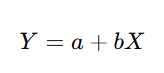 Y = a + bX